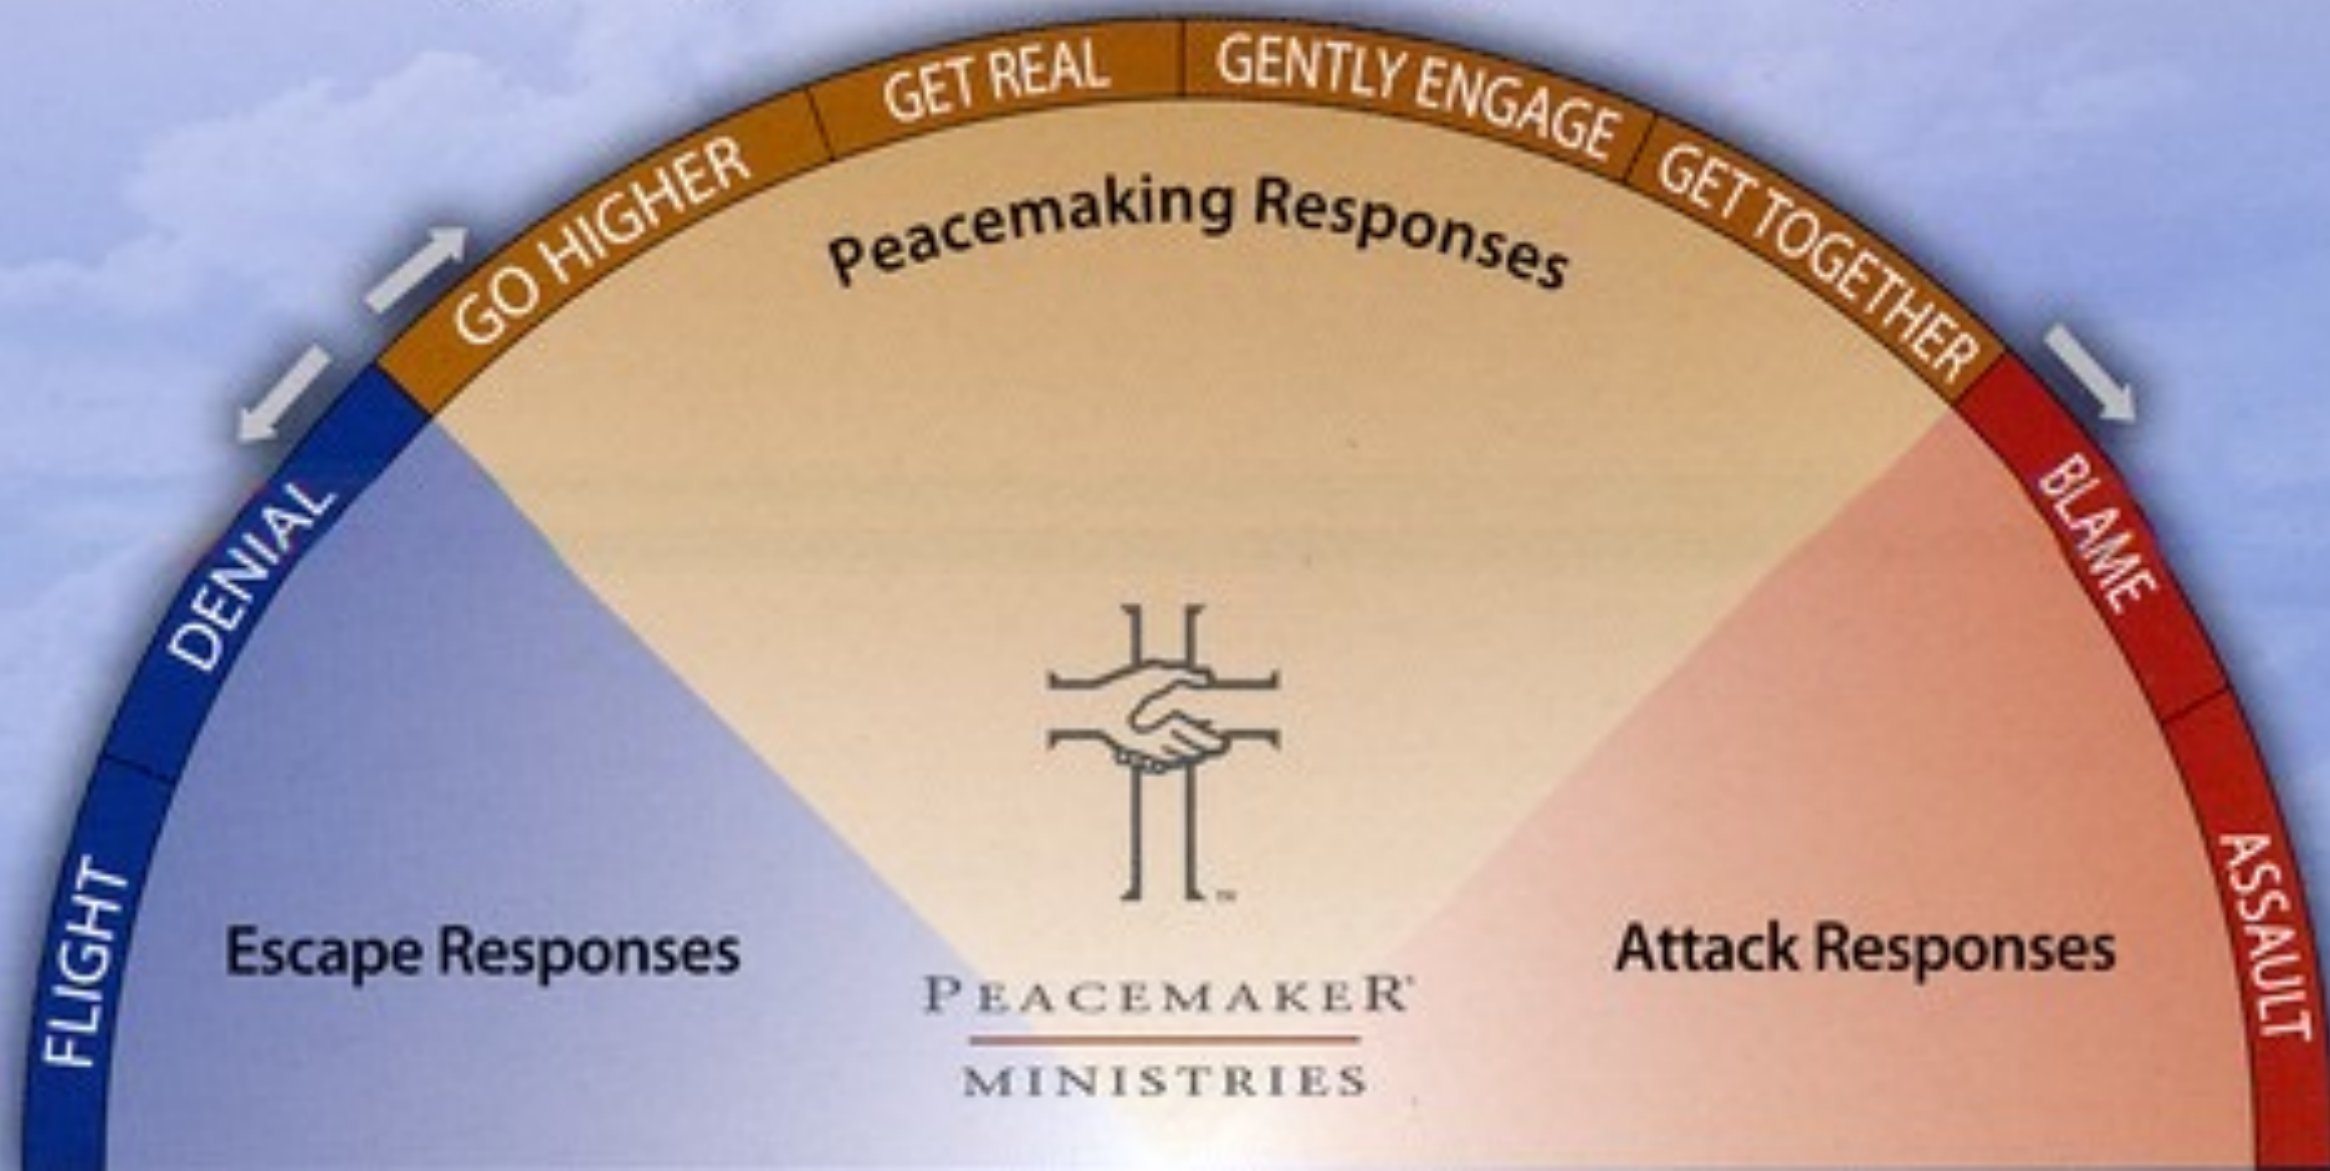 FLIGHT
DENIAL
GO HIGHER
GET REAL
GENTLY ENGAGE
GET TOGETHER
BLAME
ASSAULT
Peacemaking Responses
Escape Responses
Attack Responses
™
PEACEMAKER®
MINISTRIES